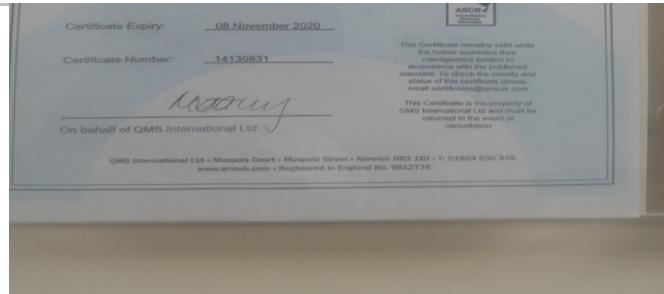 Certificate Expiry: 08 November 2020
Certificate Number: 14130831
On behalf of QMS International Ltd
ASCB
This Certificate remains valid while
the holder maintains their
management system in
accordance with the published
standard. To check the validity and
status of this certificate please
email certificates@qmsuk.com
This Certificate is the property of
QMS International Ltd and must be
returned in the event of
cancellation
QMS International Ltd • Muspole Court • Muspole Street • Norwich NR3 1DJ • T: 01603 630 345
www.qmsuk.com • Registered in England No.